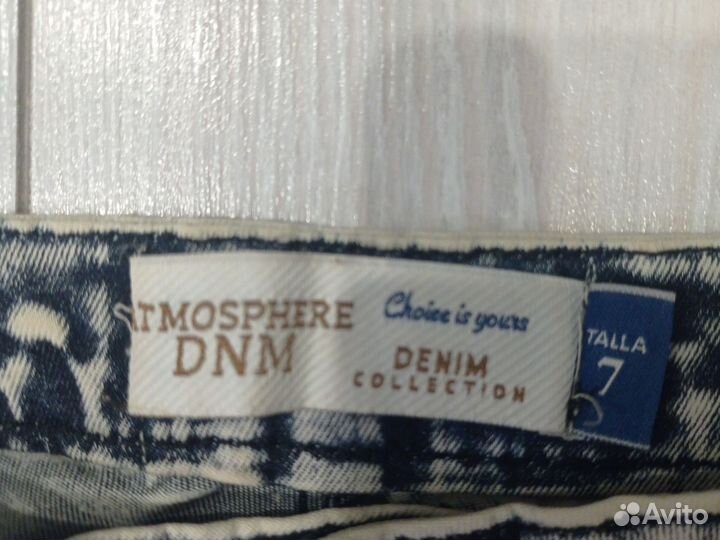 ATMOSPHERE
DNM
Choice is yours
DENIM
COLLECTION
TALLA
7
Avito